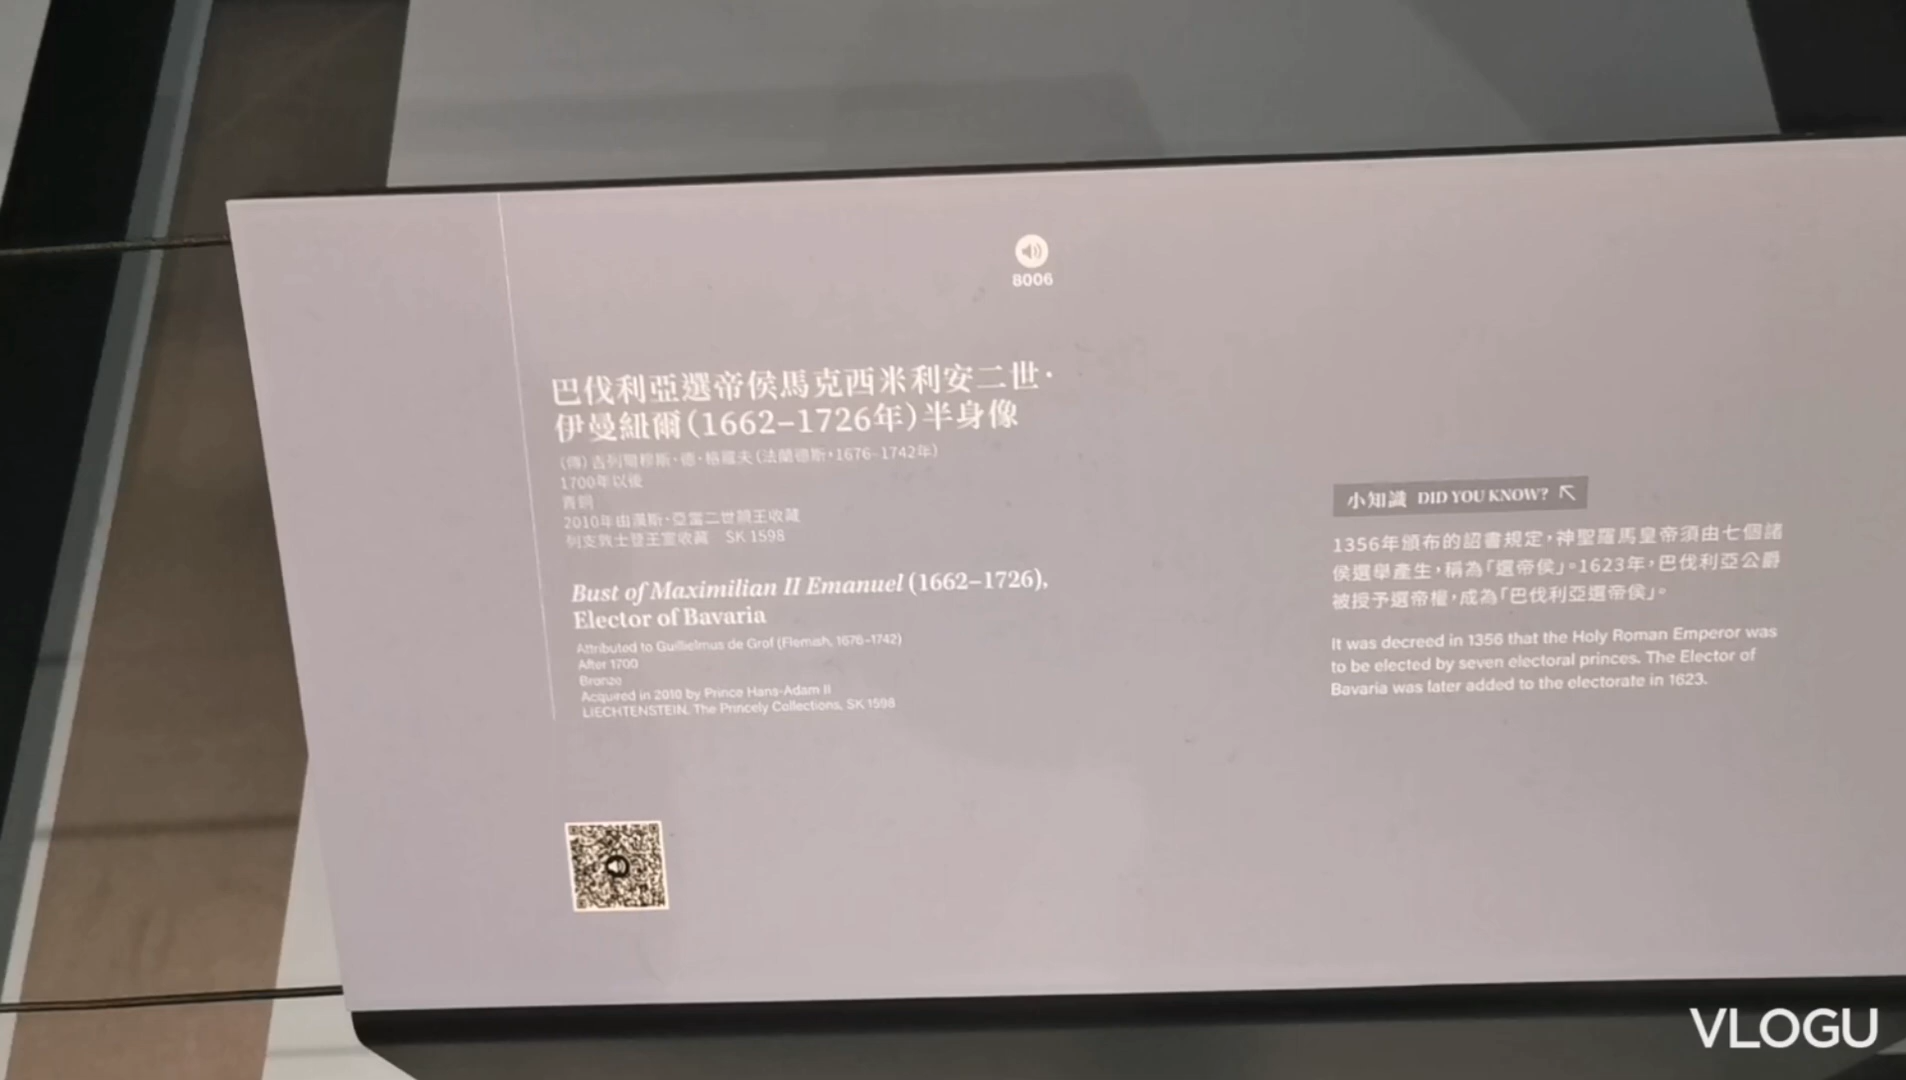 8006
巴伐利亞選帝侯馬克西米利安二世·
伊曼紐爾（1662–1726年）半身像
（傳）吉列爾穆斯·德·格羅夫（法蘭德斯，1676–1742年）
1700年以後
青銅
2010年由漢斯·亞當二世親王收藏
列支敦士登王室收藏 SK 1598
Bust of Maximilian II Emanuel (1662–1726),
Elector of Bavaria
Attributed to Guillielmus de Grof (Flemish, 1676–1742)
After 1700
Bronze
Acquired in 2010 by Prince Hans-Adam II
LIECHTENSTEIN. The Princely Collections, SK 1598
小知識 DID YOU KNOW?
1356年頒布的詔書規定，神聖羅馬皇帝須由七個諸
侯選舉產生，稱為「選帝侯」。1623年，巴伐利亞公爵
被授予選帝權，成為「巴伐利亞選帝侯」。
It was decreed in 1356 that the Holy Roman Emperor was
to be elected by seven electoral princes. The Elector of
Bavaria was later added to the electorate in 1623.
VLOGU